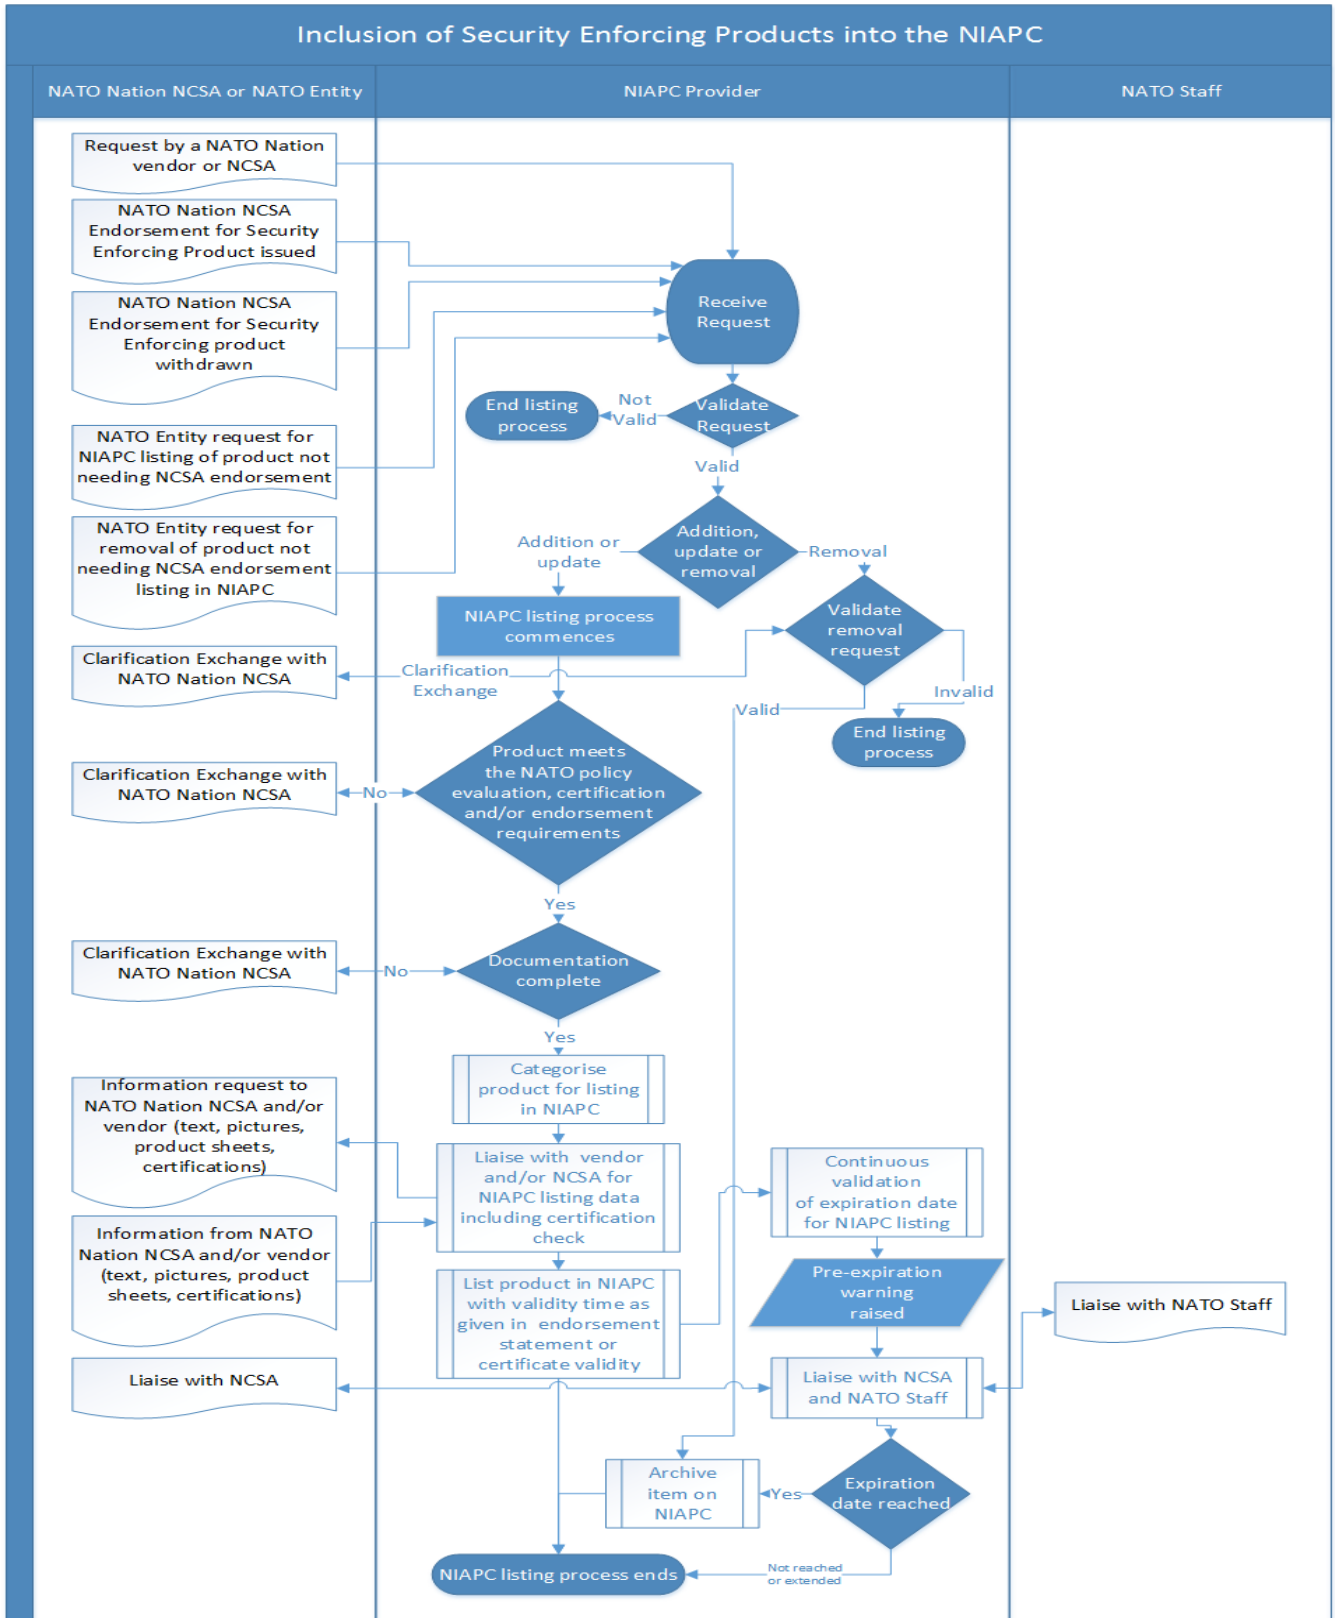 Inclusion of Security Enforcing Products into the NIAPC
NATO Nation NCSA or NATO Entity
NIAPC Provider
NATO Staff
Request by a NATO Nation
vendor or NCSA
NATO Nation NCSA
Endorsement for Security
Enforcing Product issued
NATO Nation NCSA
Endorsement for Security
Enforcing product
withdrawn
Receive
Request
End listing
process
Not
Valid
Validate
Request
Valid
NATO Entity request for
NIAPC listing of product not
needing NCSA endorsement
NATO Entity request for
removal of product not
needing NCSA endorsement
listing in NIAPC
Addition or
update
Addition,
update or
removal
Removal
NIAPC listing process
commences
Validate
removal
request
Clarification Exchange with
NATO Nation NCSA
Clarification
Exchange
Valid
Invalid
End listing
process
Clarification Exchange with
NATO Nation NCSA
No
Product meets
the NATO policy
evaluation, certification
and/or endorsement
requirements
Yes
Clarification Exchange with
NATO Nation NCSA
No
Documentation
complete
Yes
Categorise
product for listing
in NIAPC
Information request to
NATO Nation NCSA and/or
vendor (text, pictures,
product sheets,
certifications)
Liaise with vendor
and/or NCSA for
NIAPC listing data
including certification
check
Continuous
validation
of expiration date
for NIAPC listing
Information from NATO
Nation NCSA and/or vendor
(text, pictures, product
sheets, certifications)
List product in NIAPC
with validity time as
given in endorsement
statement or
certificate validity
Pre-expiration
warning
raised
Liaise with NATO Staff
Liaise with NCSA
Liaise with NCSA
and NATO Staff
Archive
item on
NIAPC
Yes
Expiration
date reached
NIAPC listing process ends
Not reached
or extended